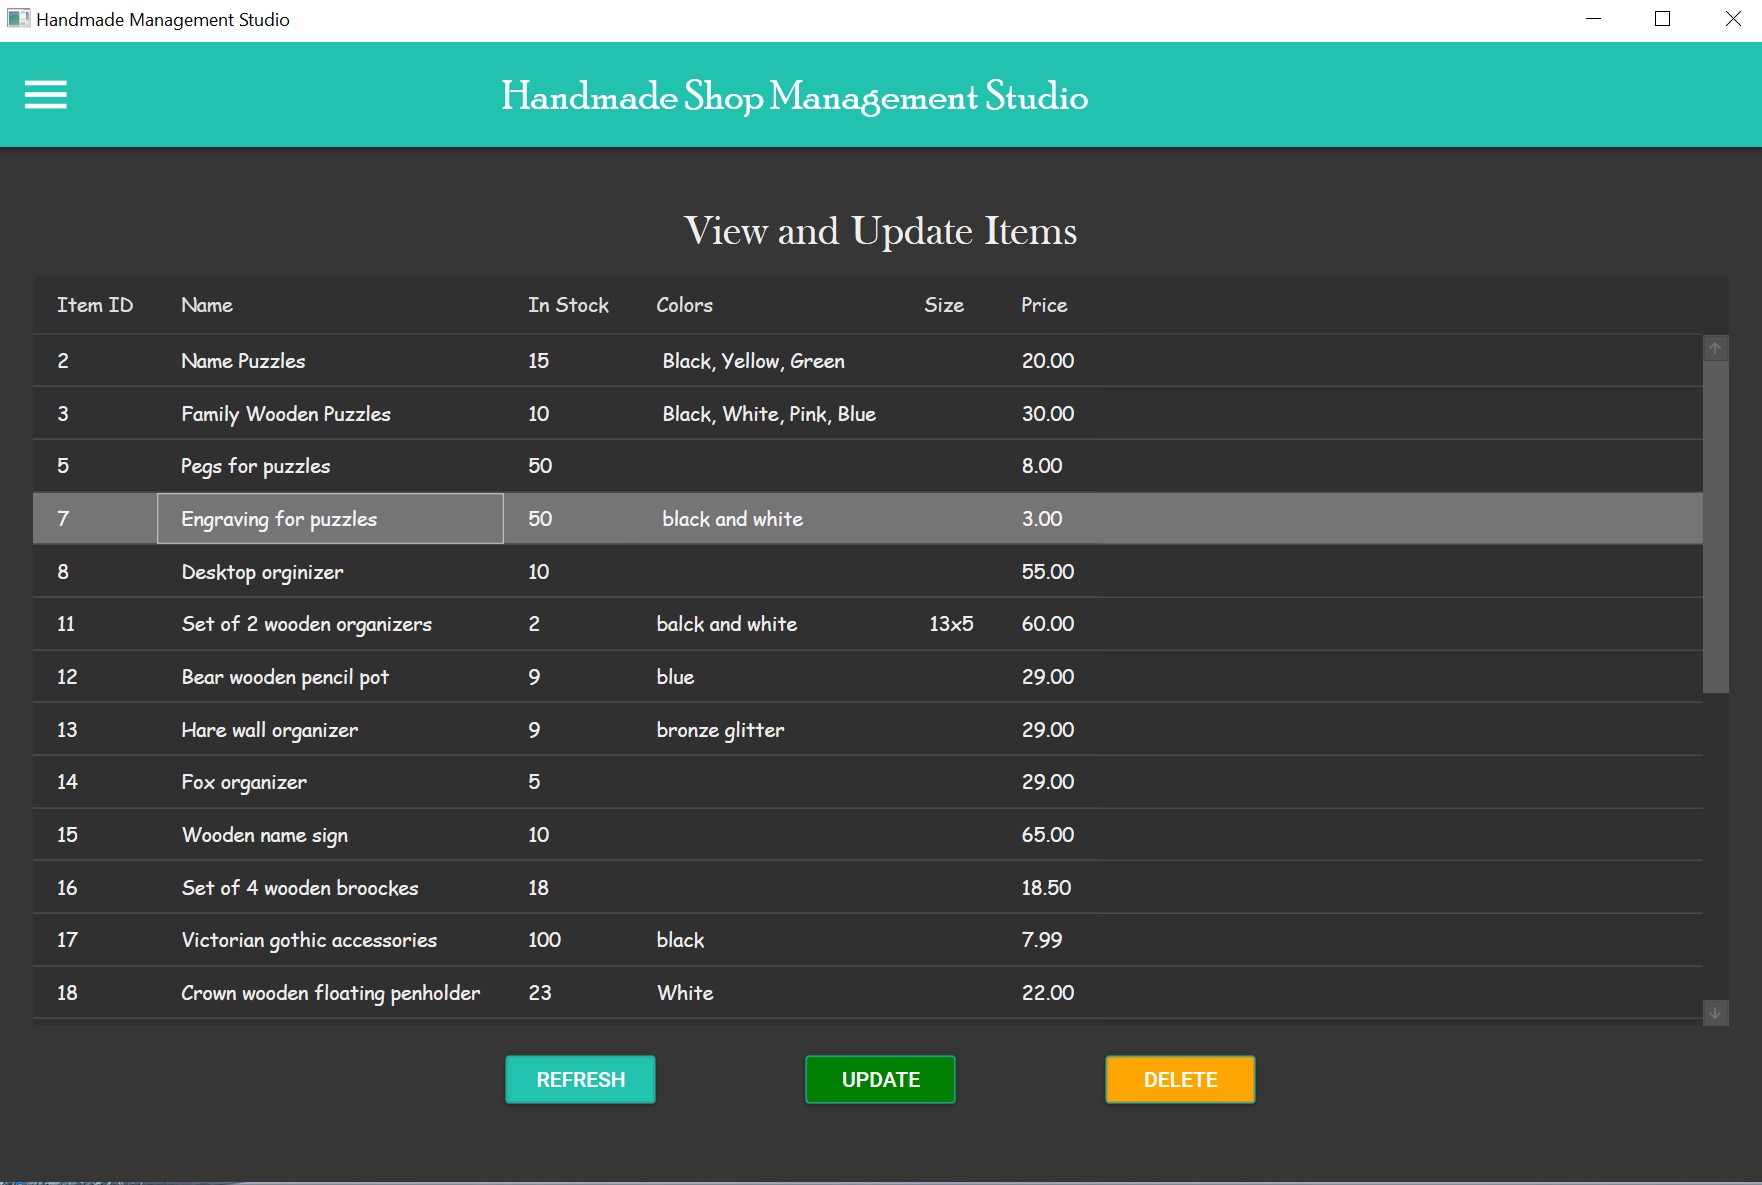 Handmade Management Studio
Handmade Shop Management Studio
View and Update Items
Item ID Name In Stock Colors Size Price
2 Name Puzzles 15 Black, Yellow, Green 20.00
3 Family Wooden Puzzles 10 Black, White, Pink, Blue 30.00
5 Pegs for puzzles 50 8.00
7 Engraving for puzzles 50 black and white 3.00
8 Desktop orginizer 10 55.00
11 Set of 2 wooden organizers 2 balck and white 13x5 60.00
12 Bear wooden pencil pot 9 blue 29.00
13 Hare wall organizer 9 bronze glitter 29.00
14 Fox organizer 5 29.00
15 Wooden name sign 10 65.00
16 Set of 4 wooden broockes 18 18.50
17 Victorian gothic accessories 100 black 7.99
18 Crown wooden floating penholder 23 White 22.00
REFRESH UPDATE DELETE